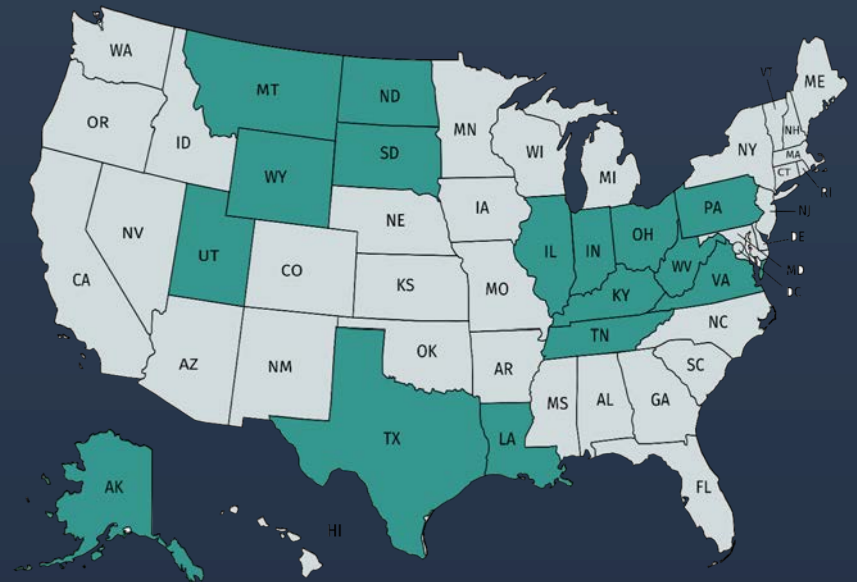 WA
MT
ND
MN
VT
ME
OR
ID
SD
WI
MI
NY
NH
MA
CT
RI
WY
NE
IA
PA
NJ
NV
UT
CO
IL
IN
OH
DE
CA
KS
MO
WV
VA
MD
KY
DC
AZ
NM
OK
AR
TN
NC
SC
TX
LA
MS
AL
GA
AK
FL
HI